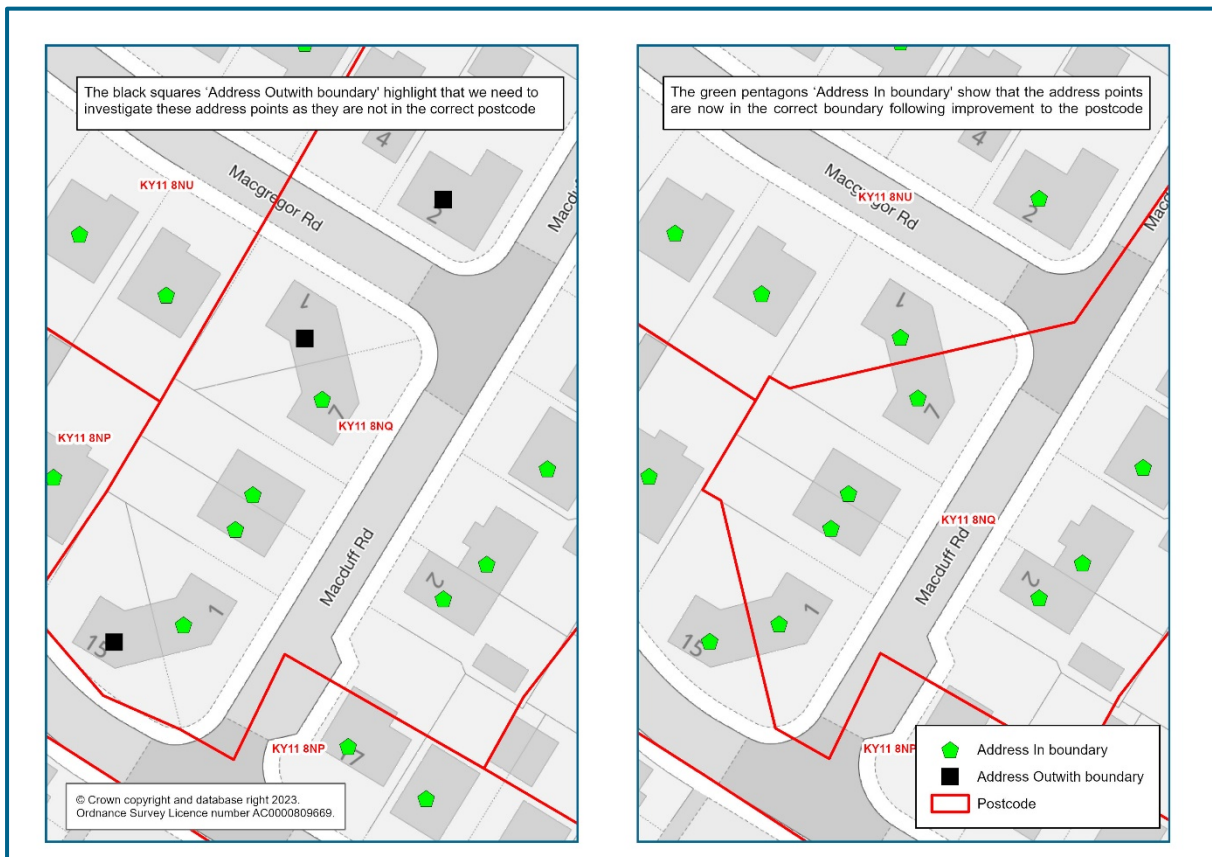 The black squares ‘Address Outwith boundary’ highlight that we need to
investigate these address points as they are not in the correct postcode
4
KY11 8NU
Macgregor Rd
2
Macduf
1
7
KY11 8NQ
KY11 8NP
Macduff Rd
2
1
15
KY11 8NP
17
© Crown copyright and database right 2023.
Ordnance Survey Licence number AC0000809669.
The green pentagons ‘Address In boundary’ show that the address points
are now in the correct boundary following improvement to the postcode
4
Macgregor Rd
KY11 8NU
2
Macd
1
7
KY11 8NQ
Macduff Rd
2
1
15
KY11 8NP
Address In boundary
Address Outwith boundary
Postcode